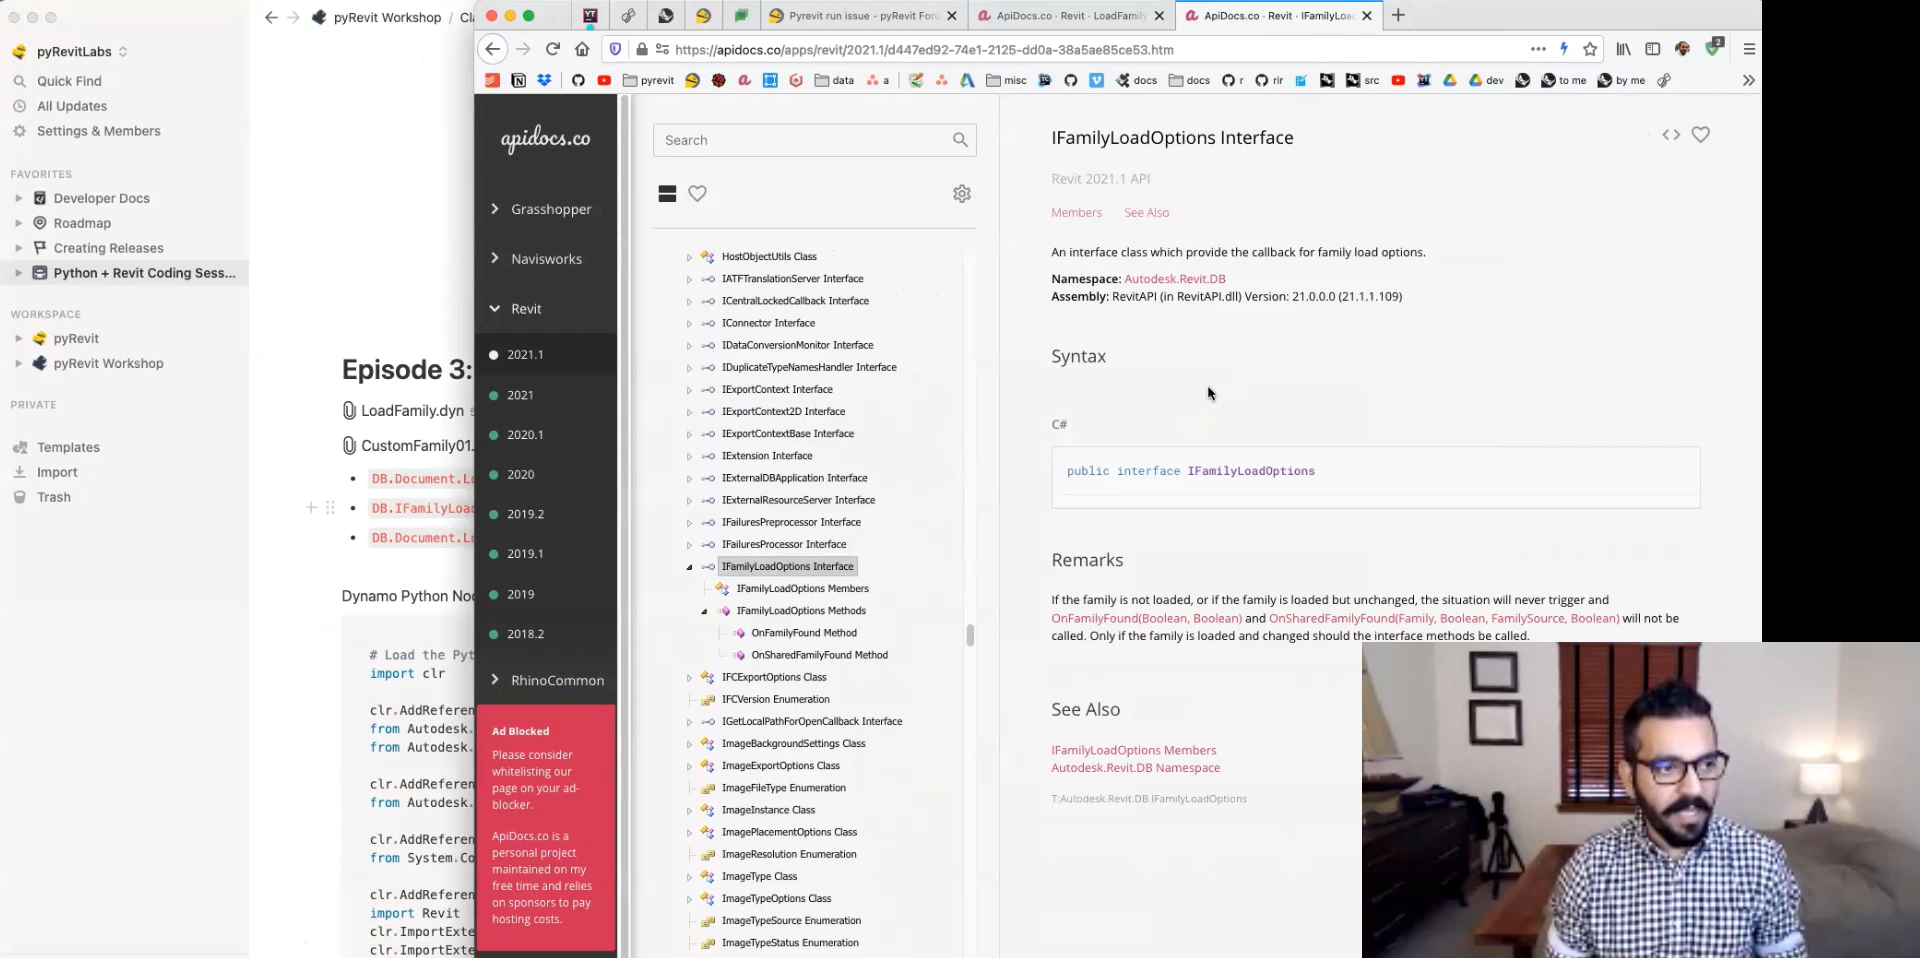 pyRevitLabs
Quick Find
All Updates
Settings & Members
FAVORITES
Developer Docs
Roadmap
Creating Releases
Python + Revit Coding Sess...
WORKSPACE
pyRevit
pyRevit Workshop
PRIVATE
Templates
Import
Trash
pyRevit Workshop /
Episode 3:
LoadFamily.dyn
CustomFamily01.
DB.Document.Lo
DB.IFamilyLoad
DB.Document.Lo
Dynamo Python Nod
# Load the Pyt
import clr
clr.AddReferen
from Autodesk.
from Autodesk.
clr.AddReferen
from Autodesk.
clr.AddReferen
from System.Co
clr.AddReferen
import Revit
clr.ImportExte
clr.ImportExte
Pyrevit run issue - pyRevit Foru
ApiDocs.co · Revit · LoadFamily
ApiDocs.co · Revit · IFamilyLoa
https://apidocs.co/apps/revit/2021.1/d447ed92-74e1-2125-dd0a-38a5ae85ce53.htm
2
pyrevit
data
a
misc
docs
docs
r
rir
src
dev
to me
by me
apidocs.co
Grasshopper
Navisworks
Revit
2021.1
2021
2020.1
2020
2019.2
2019.1
2019
2018.2
RhinoCommon
Ad Blocked
Please consider
whitelisting our
page on your ad-
blocker.
ApiDocs.co is a
personal project
maintained on my
free time and relies
on sponsors to pay
hosting costs.
Search
HostObjectUtils Class
IATFTranslationServer Interface
ICentralLockedCallback Interface
IConnector Interface
IDataConversionMonitor Interface
IDuplicateTypeNamesHandler Interface
IExportContext Interface
IExportContext2D Interface
IExportContextBase Interface
IExtension Interface
IExternalDBApplication Interface
IExternalResourceServer Interface
IFailuresPreprocessor Interface
IFailuresProcessor Interface
IFamilyLoadOptions Interface
IFamilyLoadOptions Members
IFamilyLoadOptions Methods
OnFamilyFound Method
OnSharedFamilyFound Method
IFCExportOptions Class
IFCVersion Enumeration
IGetLocalPathForOpenCallback Interface
ImageBackgroundSettings Class
ImageExportOptions Class
ImageFileType Enumeration
ImageInstance Class
ImagePlacementOptions Class
ImageResolution Enumeration
ImageType Class
ImageTypeOptions Class
ImageTypeSource Enumeration
ImageTypeStatus Enumeration
IFamilyLoadOptions Interface
Revit 2021.1 API
Members See Also
An interface class which provide the callback for family load options.
Namespace: Autodesk.Revit.DB
Assembly: RevitAPI (in RevitAPI.dll) Version: 21.0.0.0 (21.1.1.109)
Syntax
C#
public interface IFamilyLoadOptions
Remarks
If the family is not loaded, or if the family is loaded but unchanged, the situation will never trigger and
OnFamilyFound(Boolean, Boolean) and OnSharedFamilyFound(Family, Boolean, FamilySource, Boolean) will not be
called. Only if the family is loaded and changed should the interface methods be called.
See Also
IFamilyLoadOptions Members
Autodesk.Revit.DB Namespace
T:Autodesk.Revit.DB.IFamilyLoadOptions